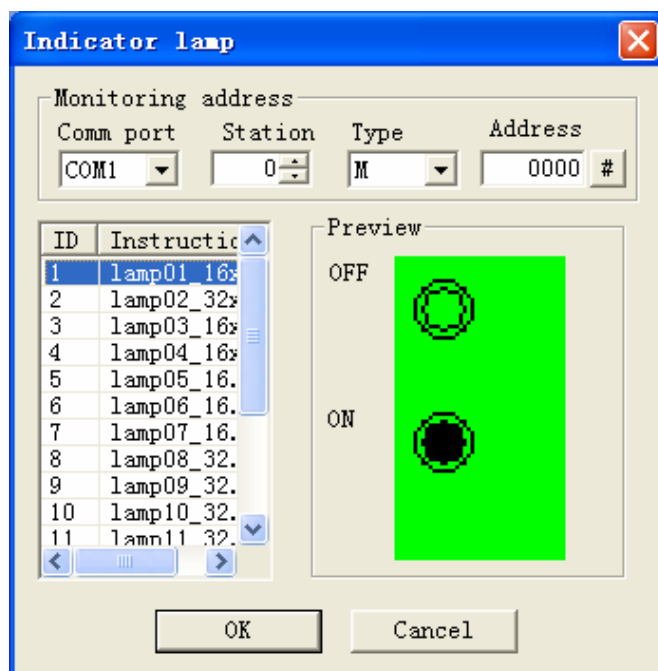 Indicator lamp
Monitoring address
Comm port Station Type Address
COM1 0 M 0000 #
ID Instructic
1 lamp01_16x
2 lamp02_32x
3 lamp03_16x
4 lamp04_16x
5 lamp05_16.
6 lamp06_16.
7 lamp07_16.
8 lamp08_32.
9 lamp09_32.
10 lamp10_32.
11 lamp11_32.
Preview
OFF
ON
OK Cancel